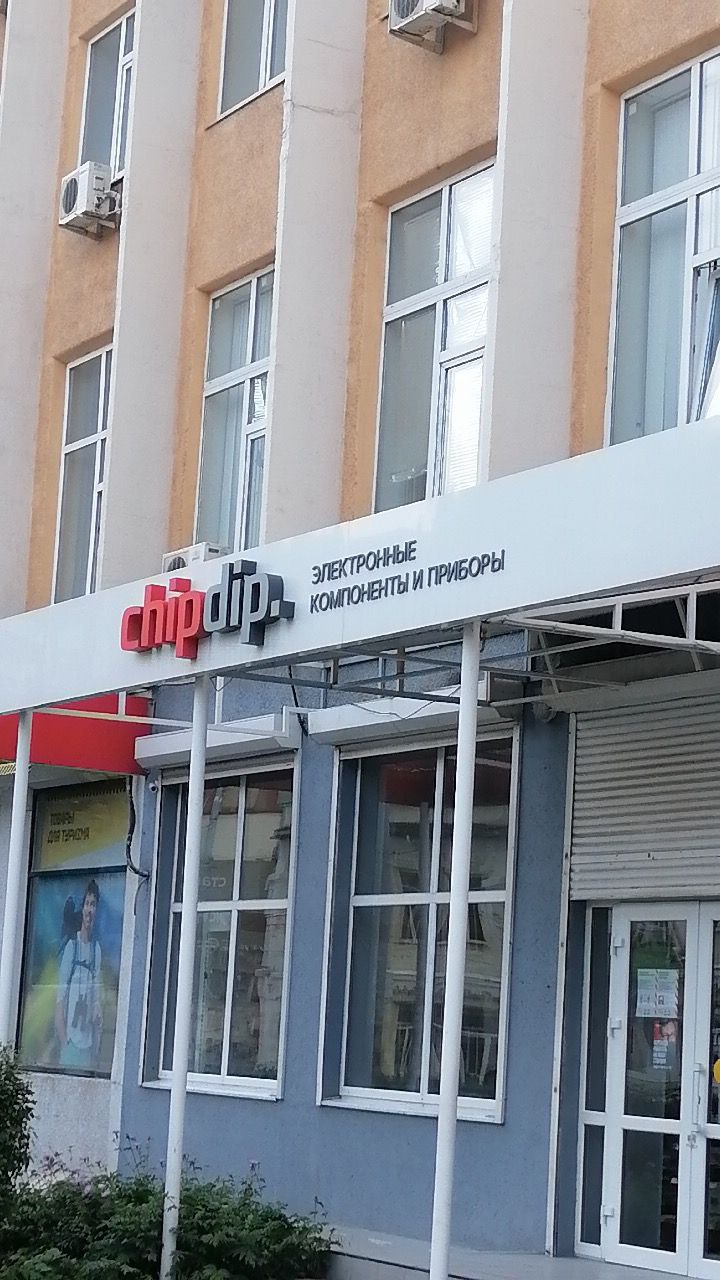 chipdip
ЭЛЕКТРОННЫЕ
КОМПОНЕНТЫ И ПРИБОРЫ
ТОВАРЫ
ДЛЯ ТУРИЗМА